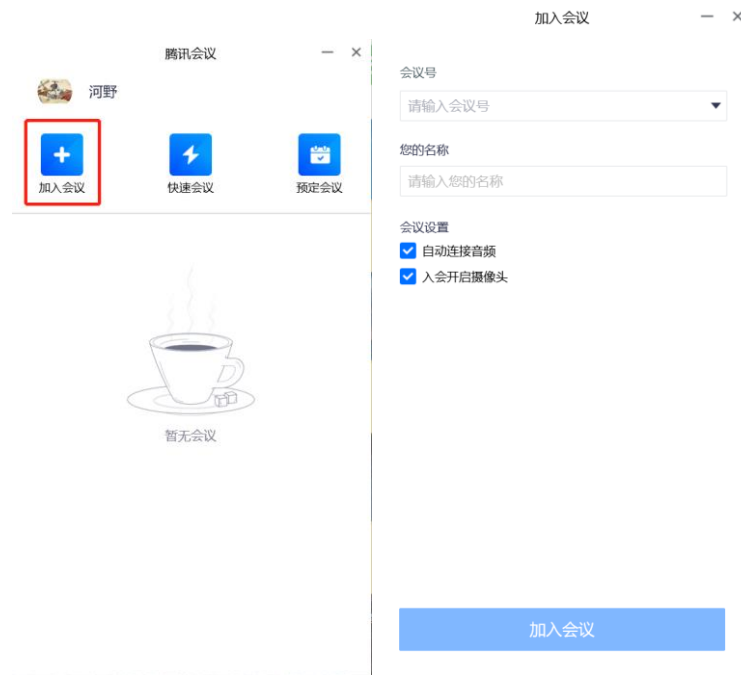 腾讯会议
河野
加入会议
快速会议
预定会议
暂无会议
加入会议
会议号
请输入会议号
您的名称
请输入您的名称
会议设置
自动连接音频
入会开启摄像头
加入会议